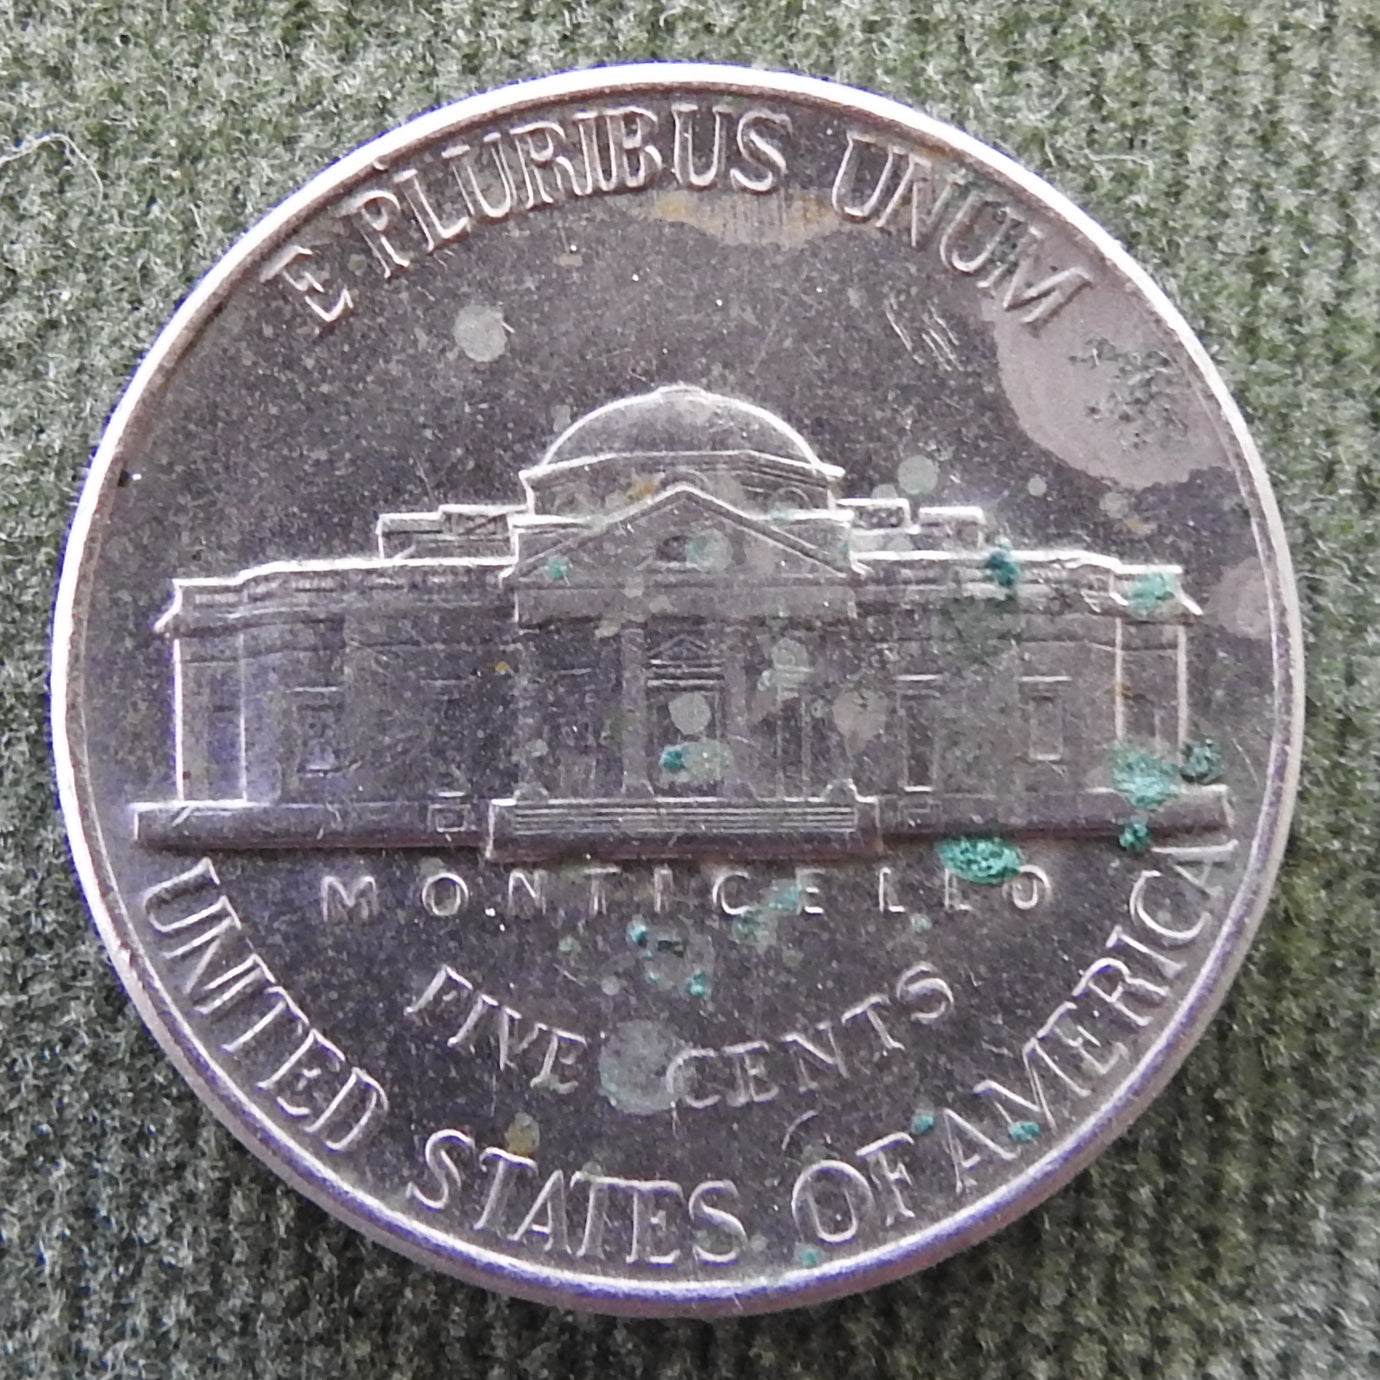 E PLURIBUS UNUM
MONTICELLO
FIVE CENTS
UNITED STATES OF AMERICA